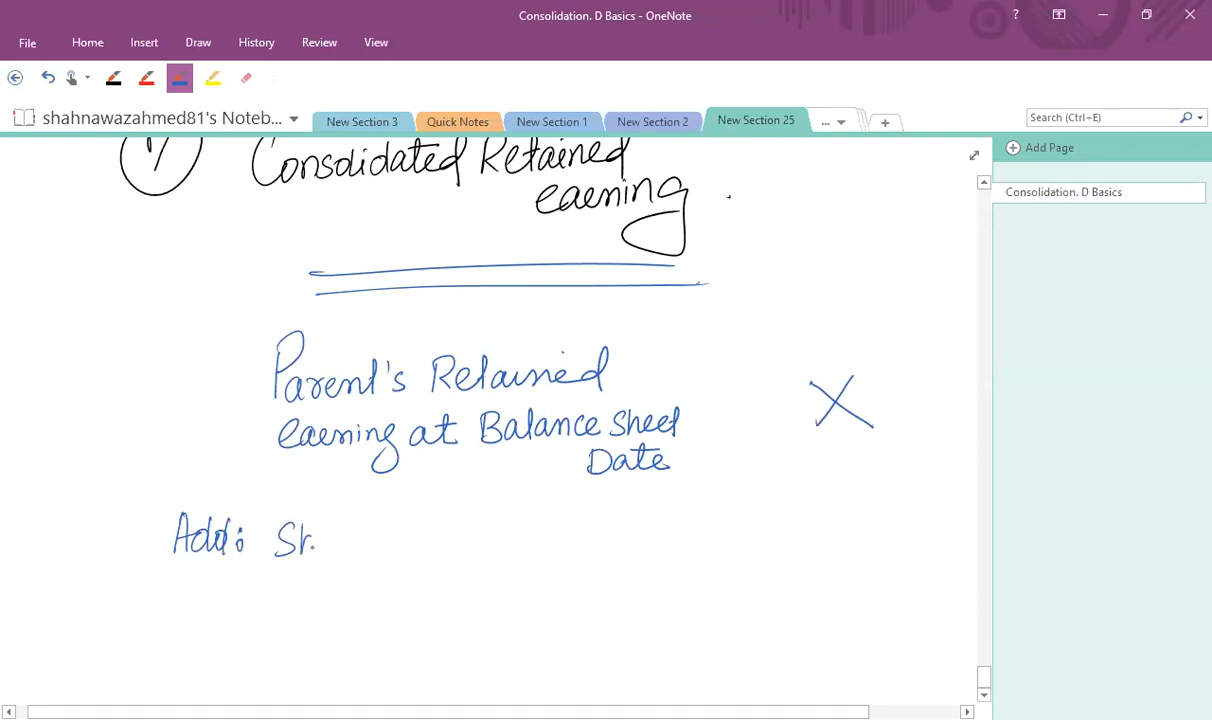 Consolidation. D Basics - OneNote
?
File Home Insert Draw History Review View
shahnawazahmed81's Noteb...
New Section 3 Quick Notes New Section 1 New Section 2 New Section 25 ...
Search (Ctrl+E)
Add Page
Consolidation. D Basics
Consolidated Retained
earning
Parent's Retained
earning at Balance sheet
Date
X
Add: